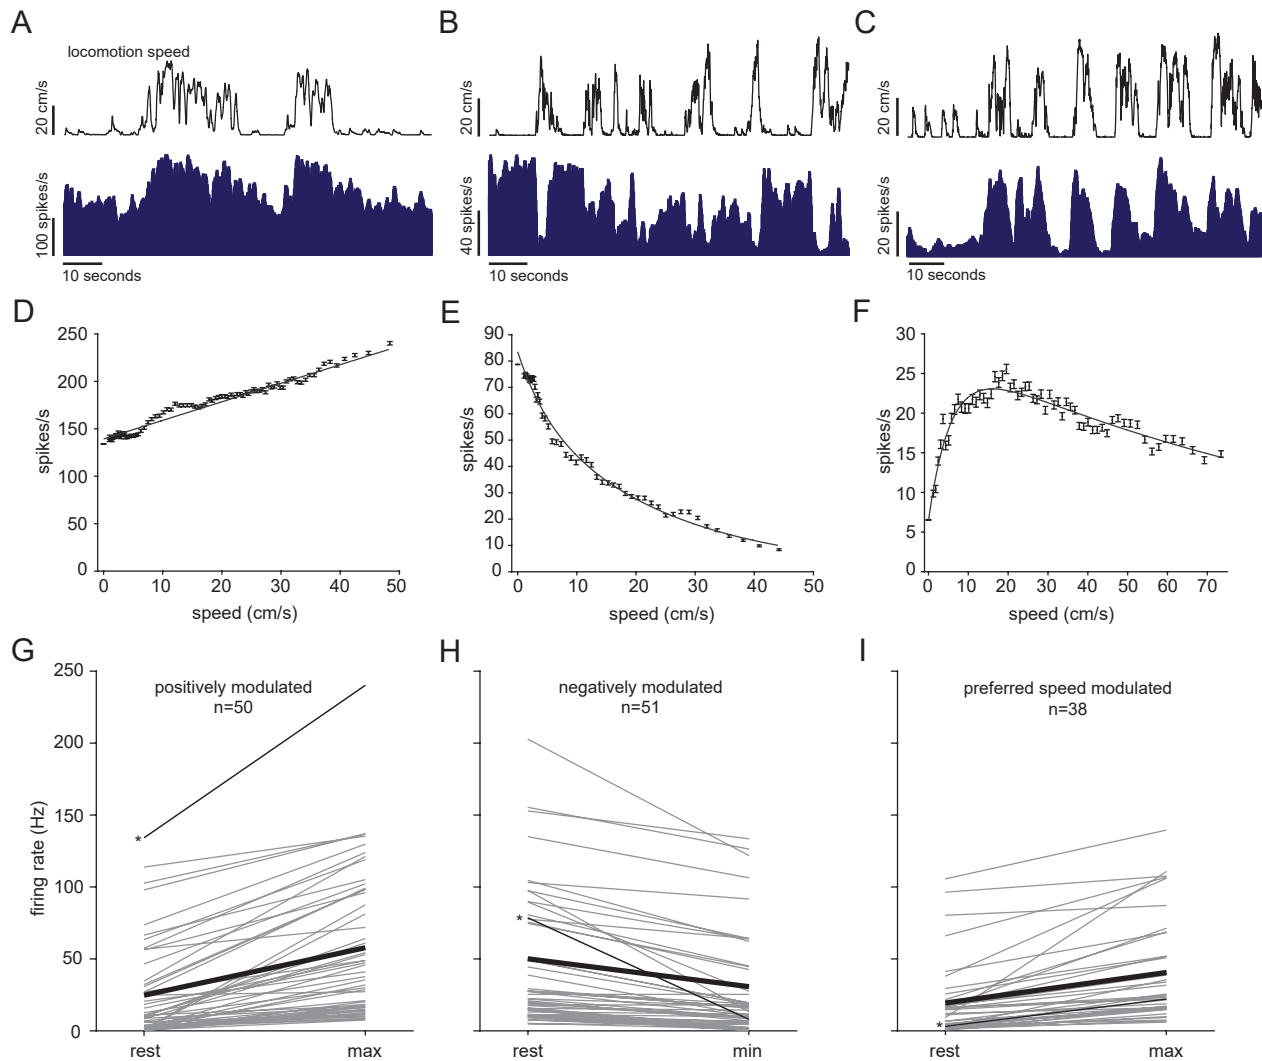 A
B
C
locomotion speed
20 cm/s
20 cm/s
20 cm/s
100 spikes/s
40 spikes/s
20 spikes/s
10 seconds
10 seconds
10 seconds
D
E
F
250
200
150
100
50
0
spikes/s
0 10 20 30 40 50
speed (cm/s)
90
80
70
60
50
40
30
20
10
0
spikes/s
0 10 20 30 40 50
speed (cm/s)
30
25
20
15
10
5
0
spikes/s
0 10 20 30 40 50 60 70
speed (cm/s)
G
H
I
250
200
150
100
50
0
firing rate (Hz)
positively modulated
n=50
*
rest max
negatively modulated
n=51
*
rest min
preferred speed modulated
n=38
*
rest max